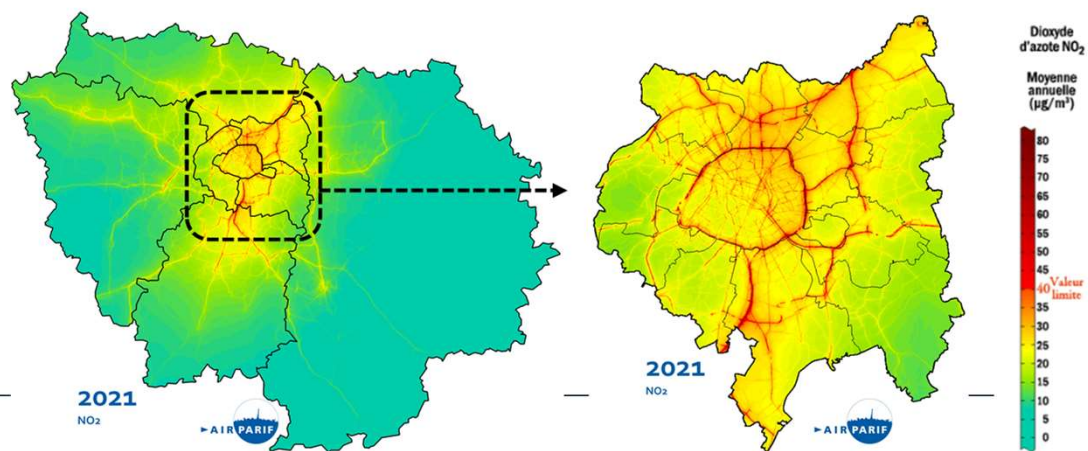 2021
NO₂
AIRPARIF
2021
NO₂
AIRPARIF
Dioxyde
d'azote NO₂
Moyenne
annuelle
(µg/m³)
80
75
70
65
60
55
50
45
40 Valeur
limite
35
30
25
20
15
10
5
0